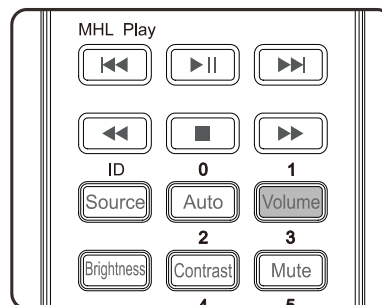 MHL Play
ID 0 1
Source Auto Volume
2 3
Brightness Contrast Mute
4 5